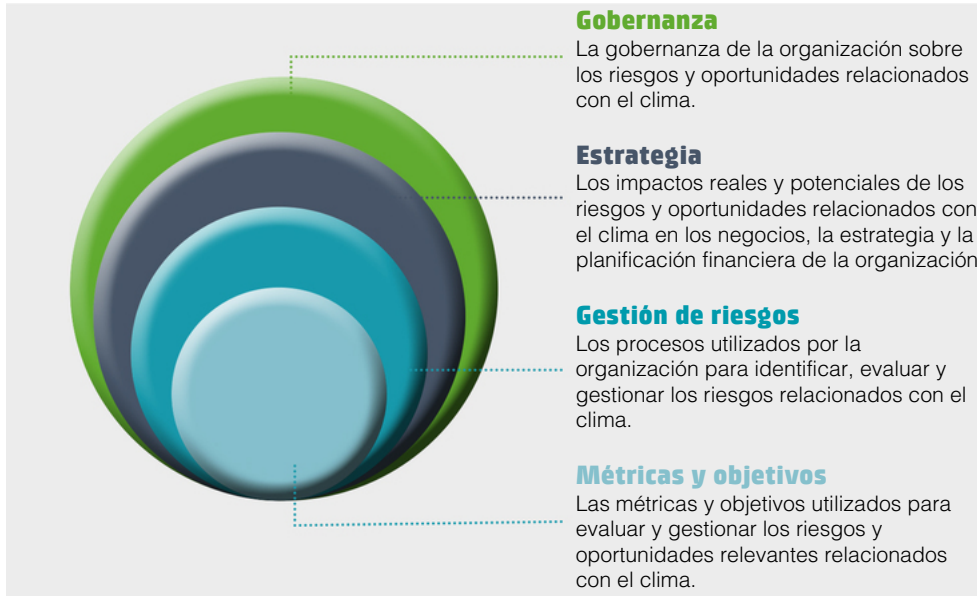 Gobernanza
La gobernanza de la organización sobre
los riesgos y oportunidades relacionados
con el clima.
Estrategia
Los impactos reales y potenciales de los
riesgos y oportunidades relacionados con
el clima en los negocios, la estrategia y la
planificación financiera de la organización
Gestión de riesgos
Los procesos utilizados por la
organización para identificar, evaluar y
gestionar los riesgos relacionados con el
clima.
Métricas y objetivos
Las métricas y objetivos utilizados para
evaluar y gestionar los riesgos y
oportunidades relevantes relacionados
con el clima.